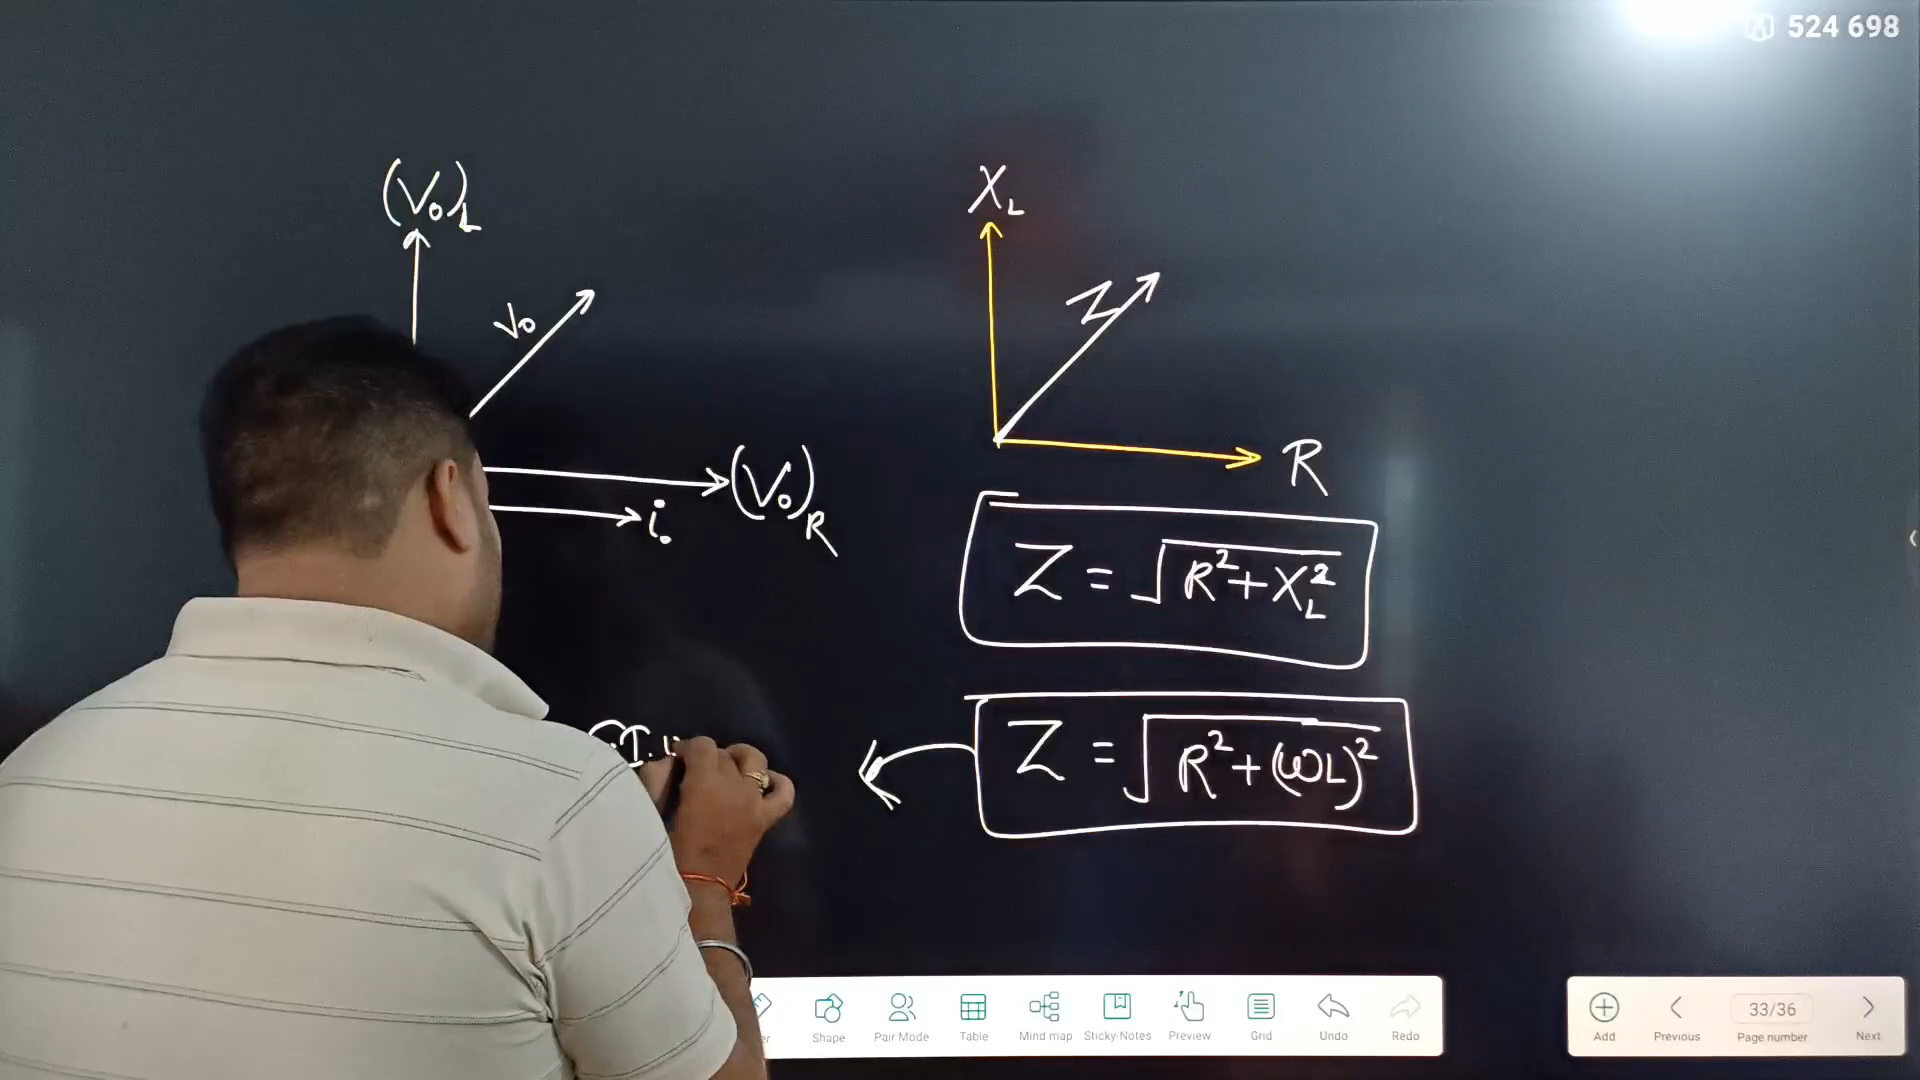 524 698
(V₀)L
V₀
(V₀)R
i₀
XL
Z
R
Z = √R²+XL²
Z = √R²+(ωL)²
Shape
Pair Mode
Table
Mind map
Sticky-Notes
Preview
Grid
Undo
Redo
Add
Previous
33/36
Page number
Next